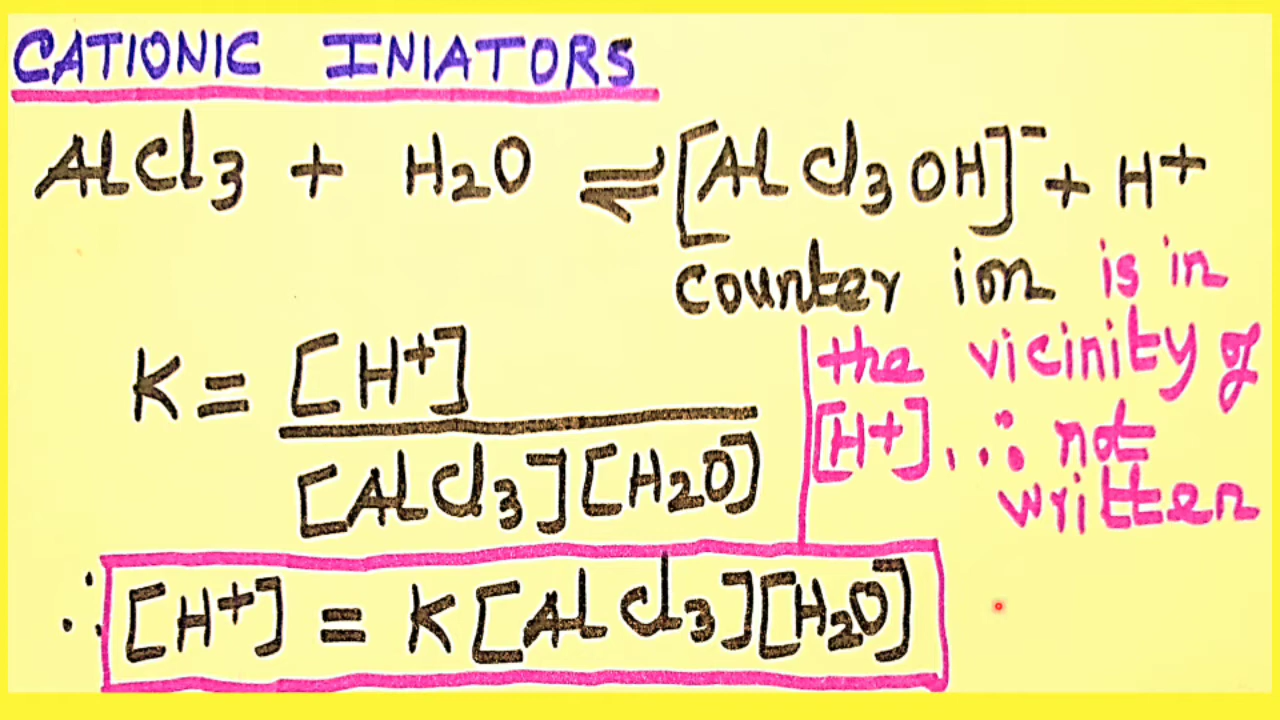 CATIONIC INIATORS
AlCl3 + H2O ⇌ [AlCl3OH]⁻ + H+
counter ion is in
the vicinity of
K = [H+]
[H+], ∴ not
[AlCl3][H2O]
written
∴ [H+] = K[AlCl3][H2O]